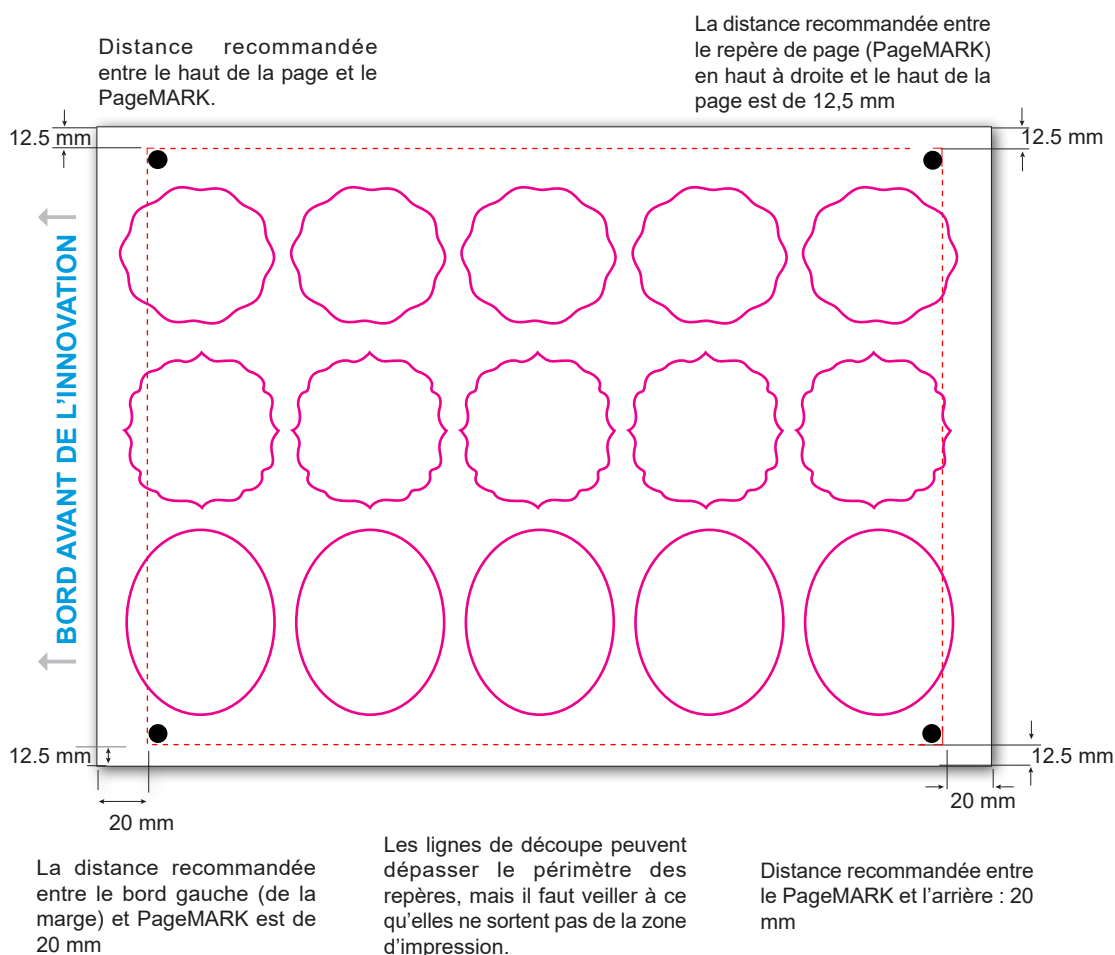 Distance recommandée
entre le haut de la page et le
PageMARK.
La distance recommandée entre
le repère de page (PageMARK)
en haut à droite et le haut de la
page est de 12,5 mm
12.5 mm
12.5 mm
BORD AVANT DE L'INNOVATION
12.5 mm
12.5 mm
20 mm
20 mm
La distance recommandée
entre le bord gauche (de la
marge) et PageMARK est de
20 mm
Les lignes de découpe peuvent
dépasser le périmètre des
repères, mais il faut veiller à ce
qu'elles ne sortent pas de la zone
d'impression.
Distance recommandée entre
le PageMARK et l'arrière : 20
mm